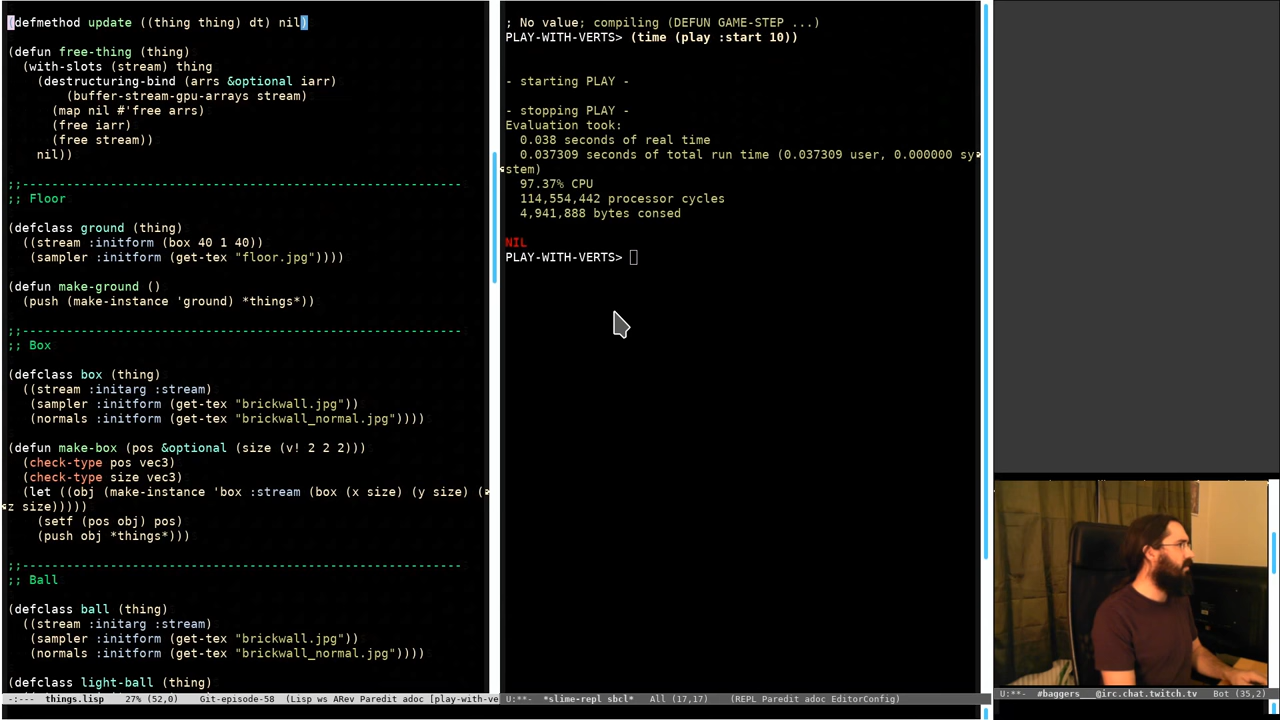 (defmethod update ((thing thing) dt) nil)
(defun free-thing (thing)
(with-slots (stream) thing
(destructuring-bind (arrs &optional iarr)
(buffer-stream-gpu-arrays stream)
(map nil #'free arrs)
(free iarr)
(free stream))
nil))
;;------------------------------------------------------------
;; Floor
(defclass ground (thing)
((stream :initform (box 40 1 40))
(sampler :initform (get-tex "floor.jpg"))))
(defun make-ground ()
(push (make-instance 'ground) *things*))
;;------------------------------------------------------------
;; Box
(defclass box (thing)
((stream :initarg :stream)
(sampler :initform (get-tex "brickwall.jpg"))
(normals :initform (get-tex "brickwall_normal.jpg"))))
(defun make-box (pos &optional (size (v! 2 2 2)))
(check-type pos vec3)
(check-type size vec3)
(let ((obj (make-instance 'box :stream (box (x size) (y size) (
z size)))))
(setf (pos obj) pos)
(push obj *things*)))
;;------------------------------------------------------------
;; Ball
(defclass ball (thing)
((stream :initarg :stream)
(sampler :initform (get-tex "brickwall.jpg"))
(normals :initform (get-tex "brickwall_normal.jpg"))))
(defclass light-ball (thing)
-:--- things.lisp 27% (52,0) Git-episode-58 (Lisp ws ARev Paredit adoc [play-with-ve
; No value; compiling (DEFUN GAME-STEP ...)
PLAY-WITH-VERTS> (time (play :start 10))
- starting PLAY -
- stopping PLAY -
Evaluation took:
0.038 seconds of real time
0.037309 seconds of total run time (0.037309 user, 0.000000 sy
stem)
97.37% CPU
114,554,442 processor cycles
4,941,888 bytes consed
NIL
PLAY-WITH-VERTS>
U:**- *slime-repl sbcl* All (17,17) (REPL Paredit adoc EditorConfig)
U:**- #baggers___@irc.chat.twitch.tv Bot (35,2)